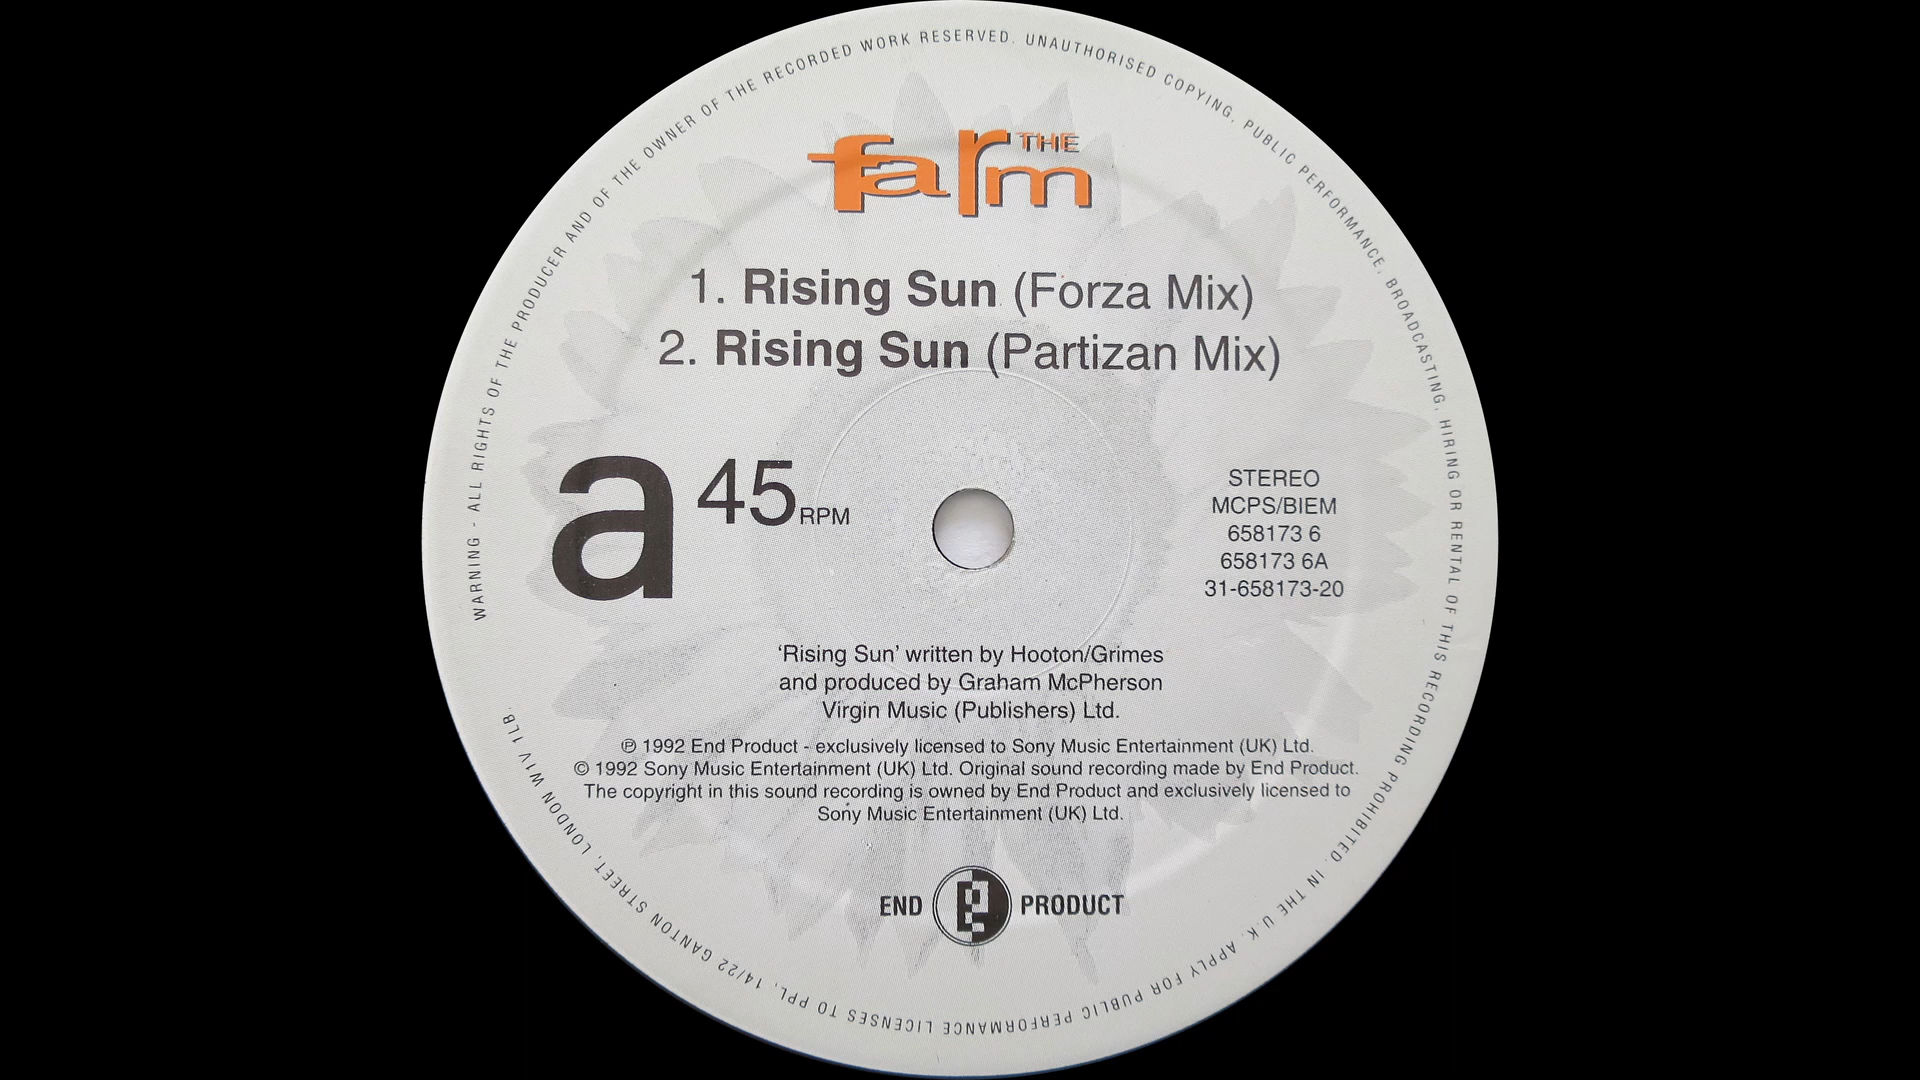 THE
farm
1. Rising Sun (Forza Mix)
2. Rising Sun (Partizan Mix)
a 45 RPM
STEREO
MCPS/BIEM
658173 6
658173 6A
31-658173-20
‘Rising Sun’ written by Hooton/Grimes
and produced by Graham McPherson
Virgin Music (Publishers) Ltd.
℗ 1992 End Product - exclusively licensed to Sony Music Entertainment (UK) Ltd.
© 1992 Sony Music Entertainment (UK) Ltd. Original sound recording made by End Product.
The copyright in this sound recording is owned by End Product and exclusively licensed to
Sony Music Entertainment (UK) Ltd.
END PRODUCT
WARNING - ALL RIGHTS OF THE PRODUCER AND OF THE OWNER OF THE RECORDED WORK RESERVED. UNAUTHORISED COPYING, PUBLIC PERFORMANCE, BROADCASTING, HIRING OR RENTAL OF THIS RECORDING PROHIBITED. IN THE U.K. APPLY FOR PUBLIC PERFORMANCE LICENSES TO PPL, 14/22 GANTON STREET, LONDON W1V 1LB.